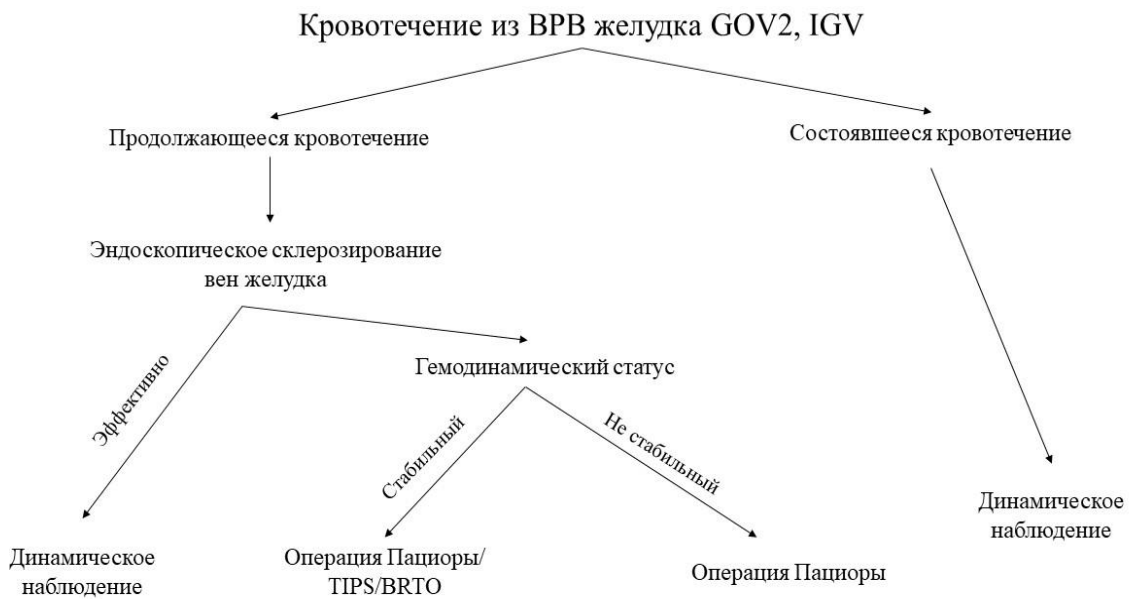 Кровотечение из ВРВ желудка GOV2, IGV
Продолжающееся кровотечение
Состоявшееся кровотечение
Эндоскопическое склерозирование
вен желудка
Гемодинамический статус
Эффективно
Стабильный
Не стабильный
Динамическое
наблюдение
Операция Пациоры/
TIPS/BRTO
Операция Пациоры
Динамическое
наблюдение